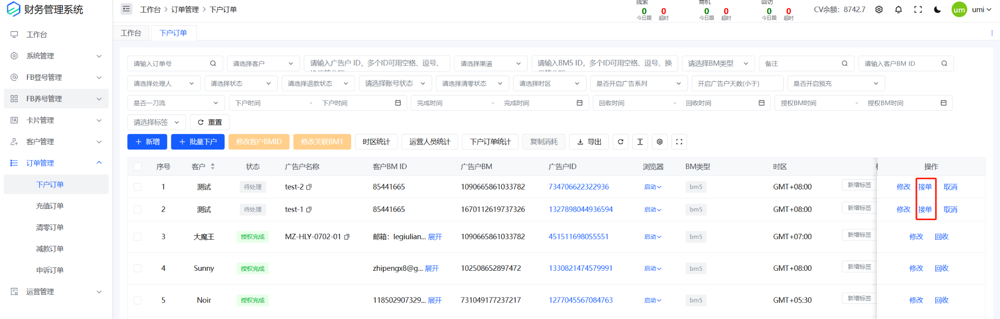 财务管理系统
工作台 > 订单管理 > 下户订单
线索
0 0
今日跟 超时
商机
0 0
今日跟 超时
回访
0 0
今日跟 超时
CV余额：8742.7
um umi
工作台
系统管理
FB登号管理
FB养号管理
卡片管理
客户管理
订单管理
下户订单
充值订单
清零订单
减款订单
申诉订单
运营管理
工作台 下户订单
请输入订单号 请选择客户 请输入广告户 ID，多个ID可用空格、逗号、 请选择渠道 请输入BM5 ID，多个ID可用空格、逗号、换 请选择BM类型 备注 请输入客户BM ID
请选择处理人 请选择状态 请选择退款状态 请选择账号状态 请选择清零状态 请选择时区 是否开启广告系列 开启广告户天数(小于) 是否开启预充
是否一刀流 下户时间 - 下户时间 完成时间 - 完成时间 回收时间 - 回收时间 授权BM时间 - 授权BM时间
请选择标签 重置
+ 新增 + 批量下户 修改客户BMID 修改关联BM1 时区统计 运营人员统计 下户订单统计 复制消耗 导出
序号 客户 状态 广告户名称 客户BM ID 广告户BM 广告户ID 浏览器 BM类型 时区 操作
1 测试 待处理 test-2 85441665 1090665861033782 734706622322936 启动 bm5 GMT+08:00 新增标签 修改 接单 取消
2 测试 待处理 test-1 85441665 1670112619737326 1327898044936594 启动 bm5 GMT+08:00 新增标签 修改 接单 取消
3 大魔王 授权完成 MZ-HLY-0702-01 邮箱：legiulian... 展开 1090665861033782 451511698055551 启动 bm5 GMT+07:00 新增标签 修改 回收
4 Sunny 授权完成 zhipengx8@g... 展开 102508652897472 1330821474579991 启动 bm5 GMT+08:00 新增标签 修改 回收
5 Noir 授权完成 118502907329... 展开 731049177237217 1277045567084763 启动 bm5 GMT+05:30 新增标签 修改 回收